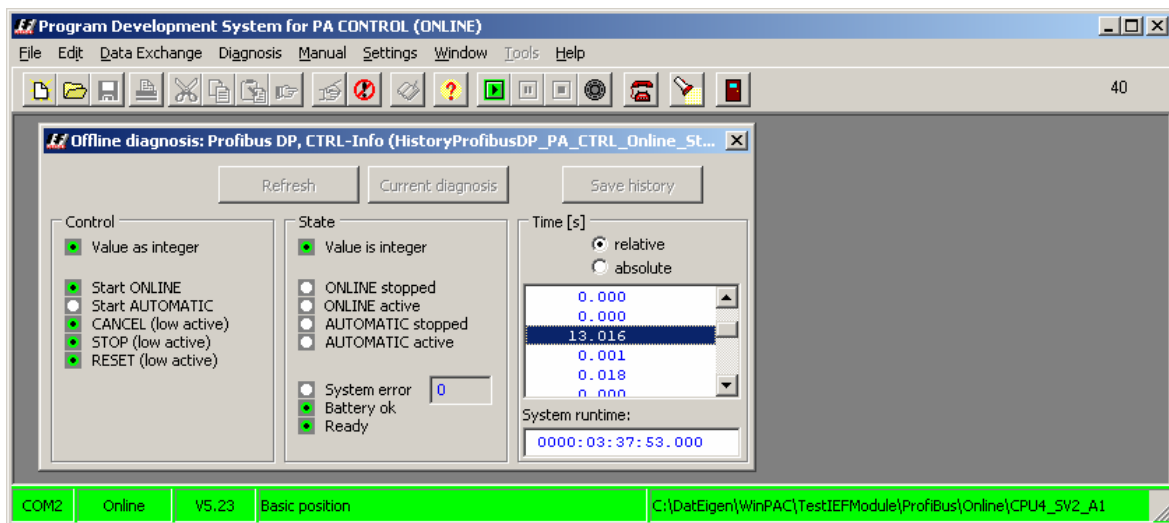 Program Development System for PA CONTROL (ONLINE)
File Edit Data Exchange Diagnosis Manual Settings Window Tools Help
40
Offline diagnosis: Profibus DP, CTRL-Info (HistoryProfibusDP_PA_CTRL_Online_St...
Refresh Current diagnosis Save history
Control
Value as integer
Start ONLINE
Start AUTOMATIC
CANCEL (low active)
STOP (low active)
RESET (low active)
State
Value is integer
ONLINE stopped
ONLINE active
AUTOMATIC stopped
AUTOMATIC active
System error 0
Battery ok
Ready
Time [s]
relative
absolute
0.000
0.000
13.016
0.001
0.018
0.000
System runtime:
0000:03:37:53.000
COM2 Online V5.23 Basic position C:\DatEigen\WinPAC\TestIEFModule\ProfiBus\Online\CPU4_SV2_A1